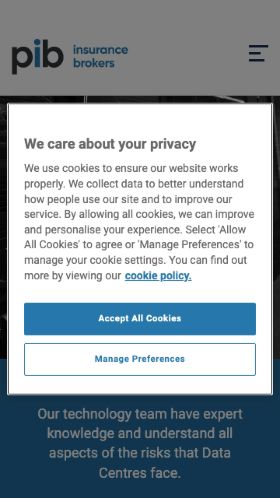 pib insurance
brokers
We care about your privacy
We use cookies to ensure our website works
properly. We collect data to better understand
how people use our site and to improve our
service. By allowing all cookies, we can improve
and personalise your experience. Select 'Allow
All Cookies' to agree or 'Manage Preferences' to
manage your cookie settings. You can find out
more by viewing our cookie policy.
Accept All Cookies
Manage Preferences
Our technology team have expert
knowledge and understand all
aspects of the risks that Data
Centres face.